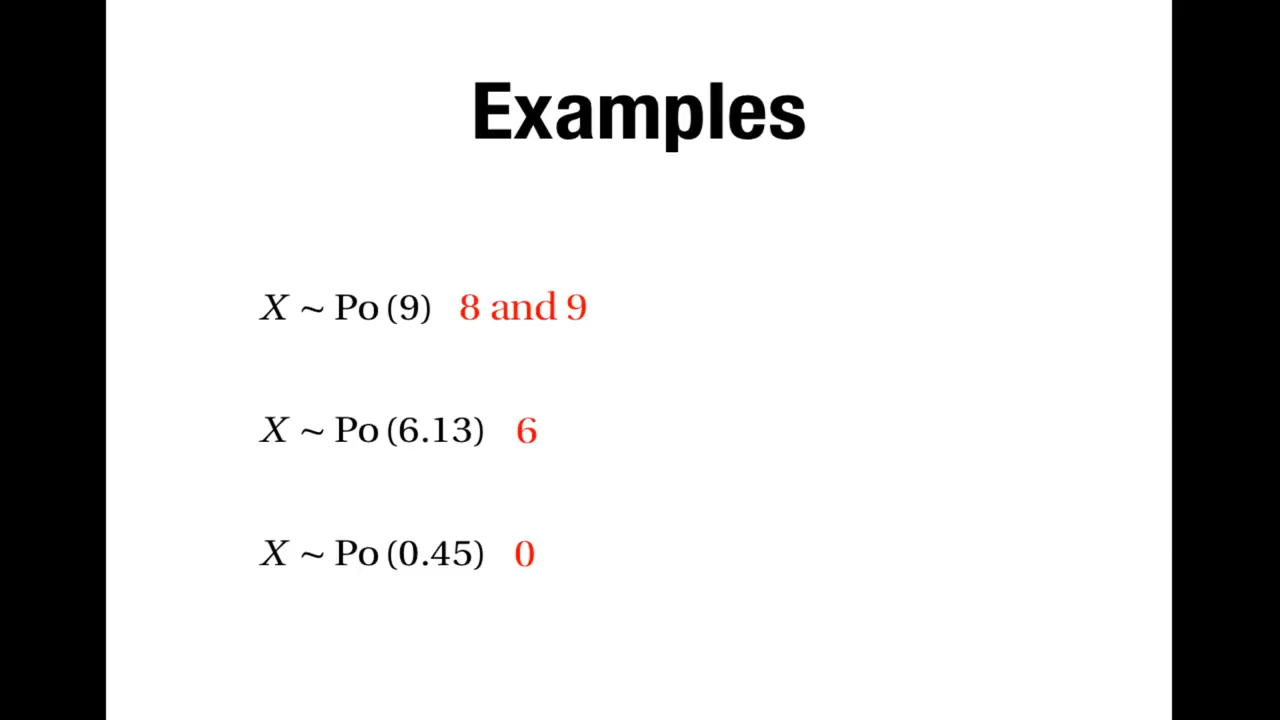 Examples
X ~ Po (9) 8 and 9
X ~ Po (6.13) 6
X ~ Po (0.45) 0